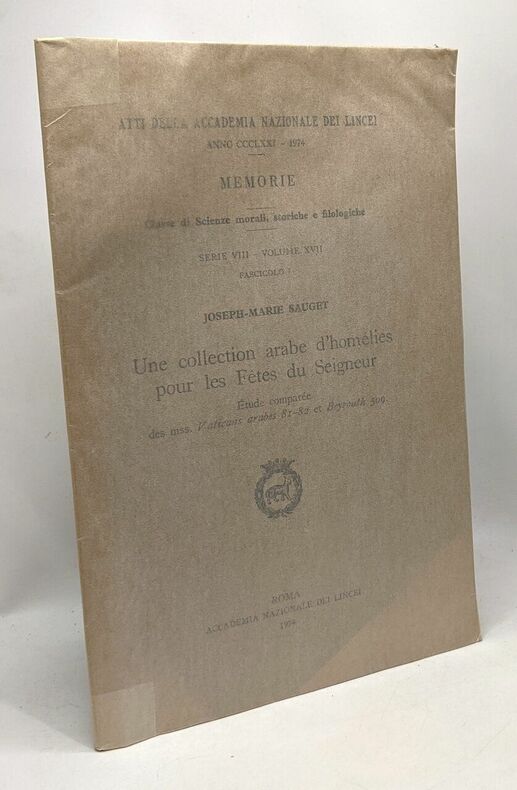 ATTI DELLA ACCADEMIA NAZIONALE DEI LINCEI
ANNO CCCLXXI - 1974
MEMORIE
Classe di Scienze morali, storiche e filologiche
SERIE VIII - VOLUME XVII
FASCICOLO
JOSEPH-MARIE SAUGET
Une collection arabe d'homélies
pour les Fêtes du Seigneur
Étude comparée
des mss. Vaticans arabes 81-82 et Beyrouth 509.
ROMA
ACCADEMIA NAZIONALE DEI LINCEI
1974